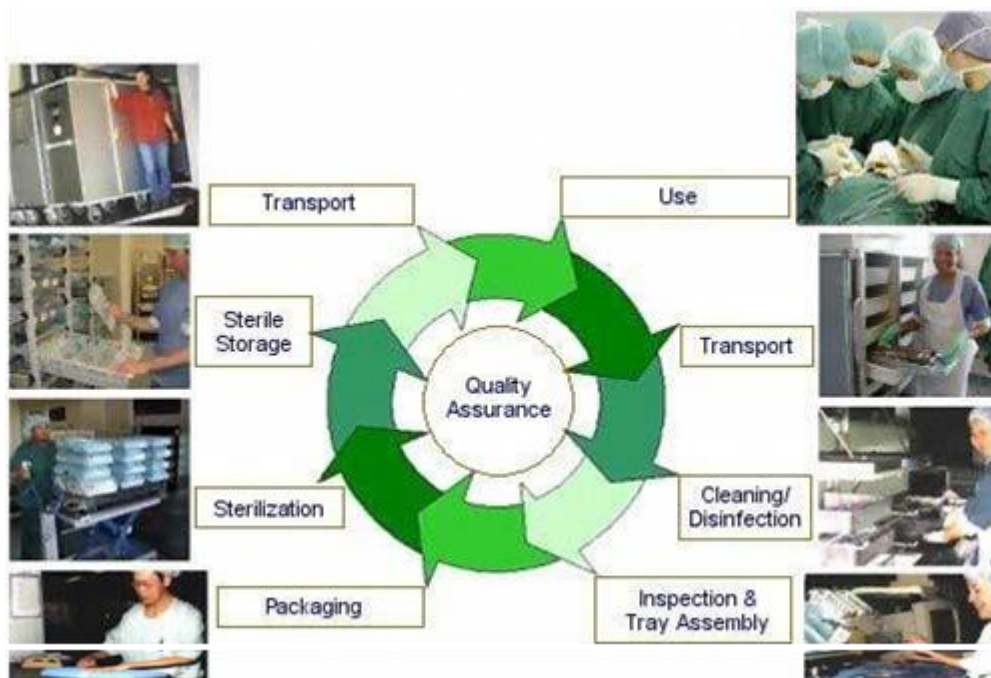 Transport
Use
Sterile
Storage
Transport
Quality
Assurance
Sterilization
Cleaning/
Disinfection
Packaging
Inspection &
Tray Assembly